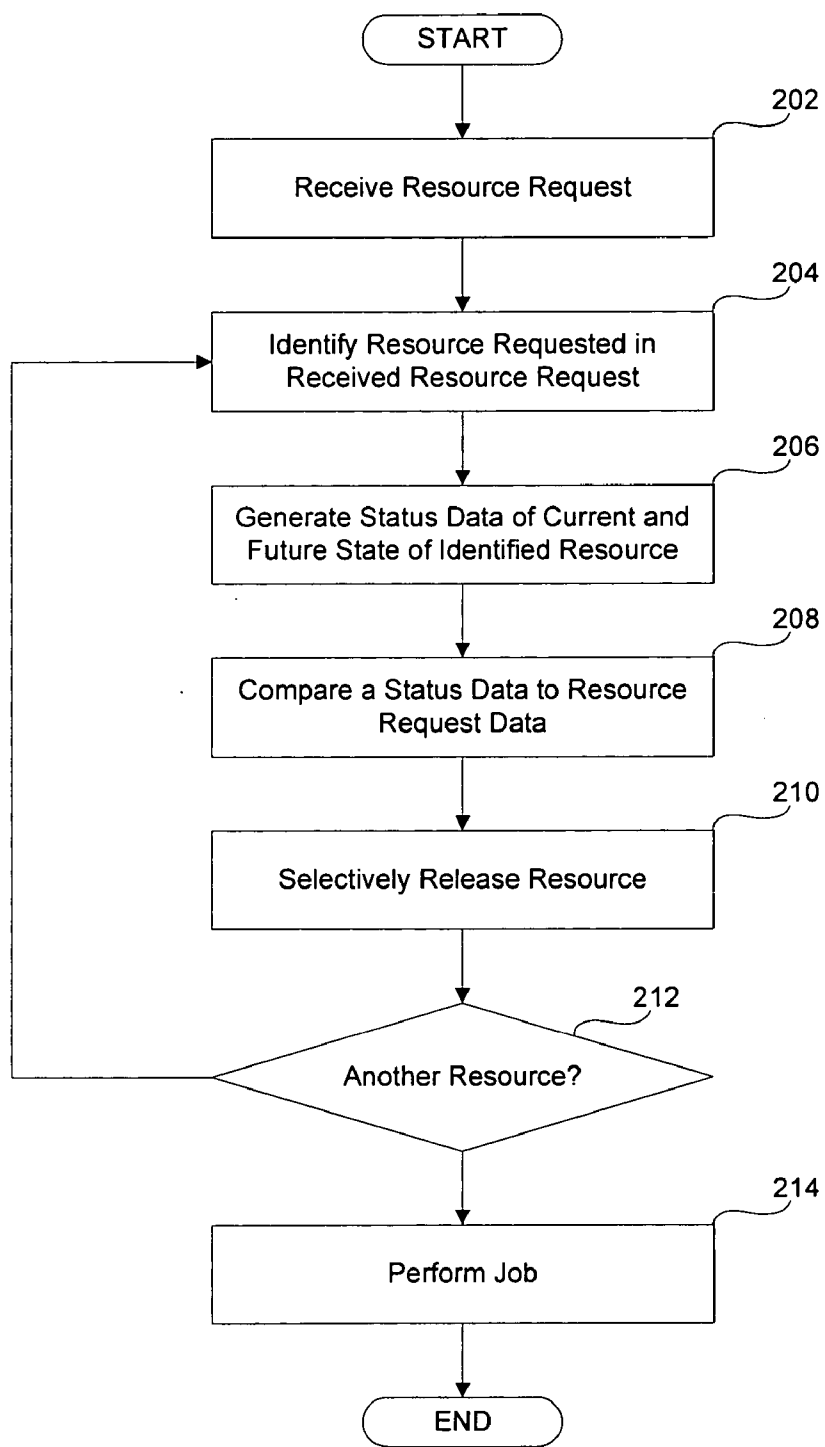 START
202
Receive Resource Request
204
Identify Resource Requested in
Received Resource Request
206
Generate Status Data of Current and
Future State of Identified Resource
208
Compare a Status Data to Resource
Request Data
210
Selectively Release Resource
212
Another Resource?
214
Perform Job
END